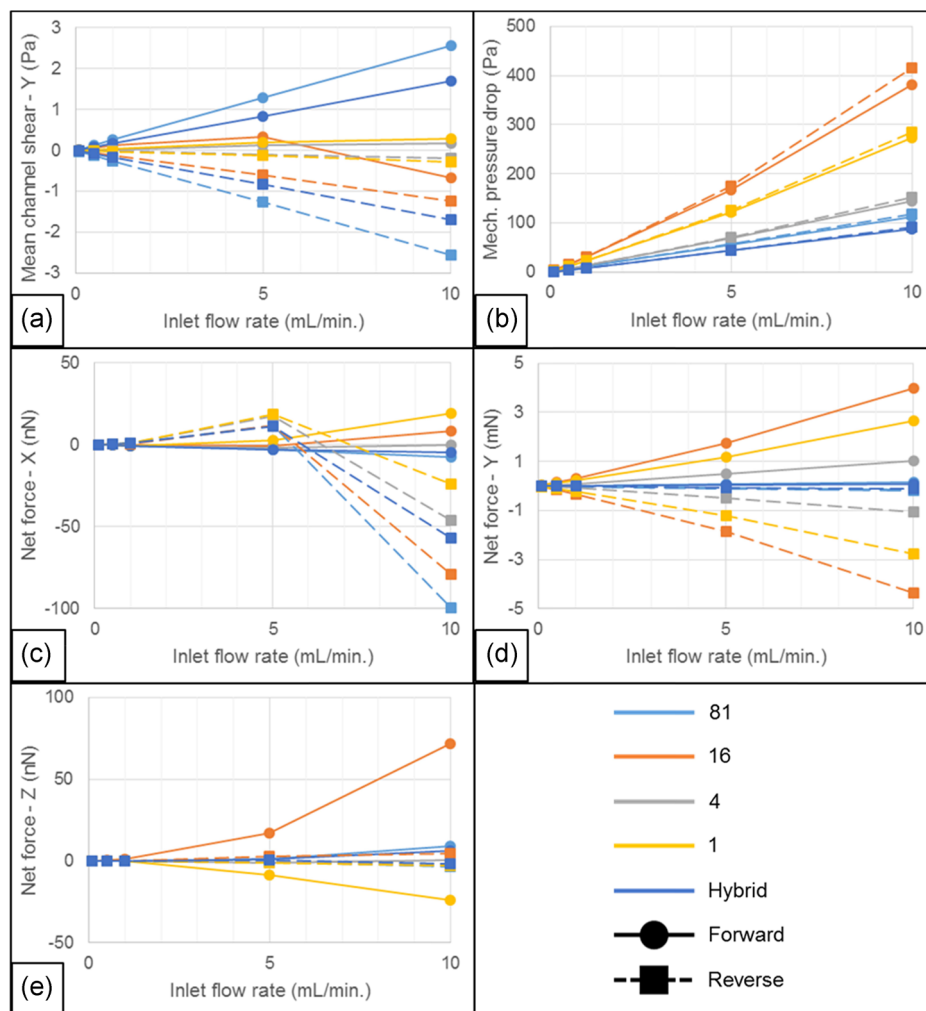 3
2
1
0
-1
-2
-3
Mean channel shear - Y (Pa)
0
5
10
Inlet flow rate (mL/min.)
(a)
500
400
300
200
100
0
Mech. pressure drop (Pa)
0
5
10
Inlet flow rate (mL/min.)
(b)
50
0
-50
-100
Net force - X (nN)
0
5
10
Inlet flow rate (mL/min.)
(c)
5
3
1
-1
-3
-5
Net force - Y (mN)
0
5
10
Inlet flow rate (mL/min.)
(d)
100
50
0
-50
Net force - Z (nN)
0
5
10
Inlet flow rate (mL/min.)
(e)
81
16
4
1
Hybrid
Forward
Reverse